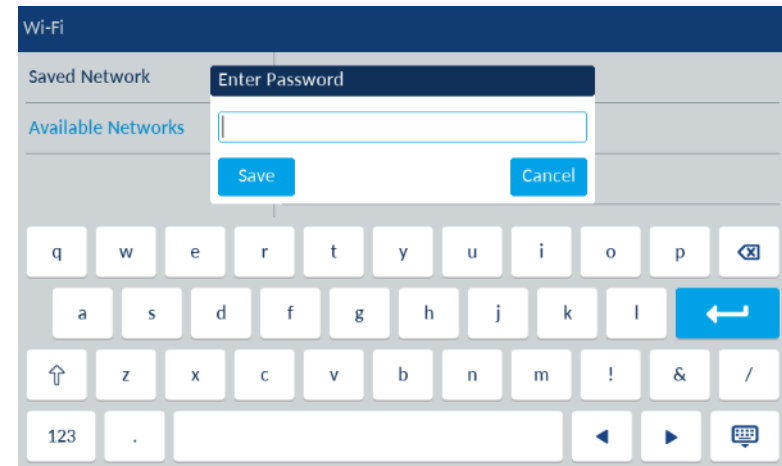 Wi-Fi
Saved Network
Enter Password
Available Networks
Save Cancel
q w e r t y u i o p
a s d f g h j k l
z x c v b n m ! & /
123 .